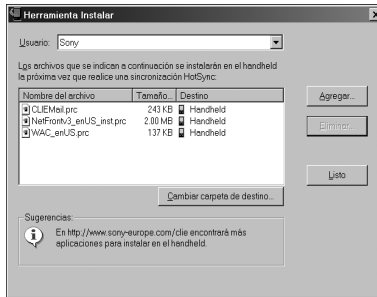 Herramienta Instalar
Usuario: Sony
Los archivos que se indican a continuación se instalarán en el handheld
la próxima vez que realice una sincronización HotSync:
Nombre del archivo Tamaño... Destino
CLIEMail.prc 243 KB Handheld
NetFrontv3_enUS_inst.prc 2.00 MB Handheld
WAC_enUS.prc 137 KB Handheld
Agregar...
Eliminar...
Listo
Cambiar carpeta de destino...
Sugerencias:
En http://www.sony-europe.com/clie encontrará más
aplicaciones para instalar en el handheld.